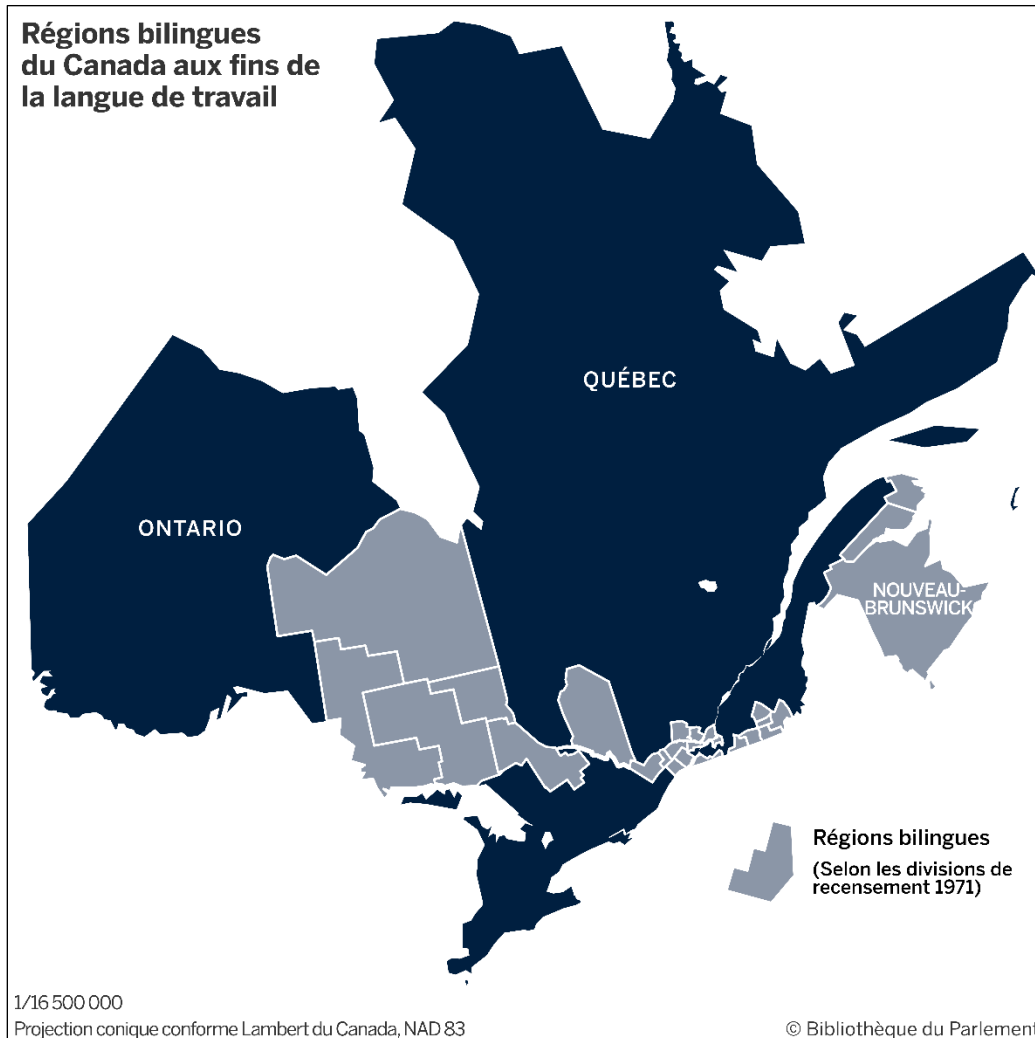 Régions bilingues
du Canada aux fins de
la langue de travail
QUÉBEC
ONTARIO
NOUVEAU-
BRUNSWICK
Régions bilingues
(Selon les divisions de
recensement 1971)
1/16 500 000
Projection conique conforme Lambert du Canada, NAD 83
© Bibliothèque du Parlement